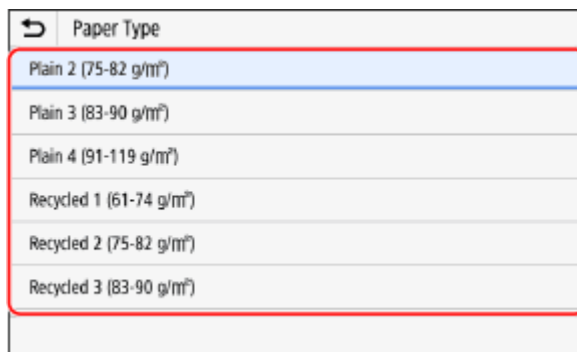 Paper Type
Plain 2 (75-82 g/m²)
Plain 3 (83-90 g/m²)
Plain 4 (91-119 g/m²)
Recycled 1 (61-74 g/m²)
Recycled 2 (75-82 g/m²)
Recycled 3 (83-90 g/m²)